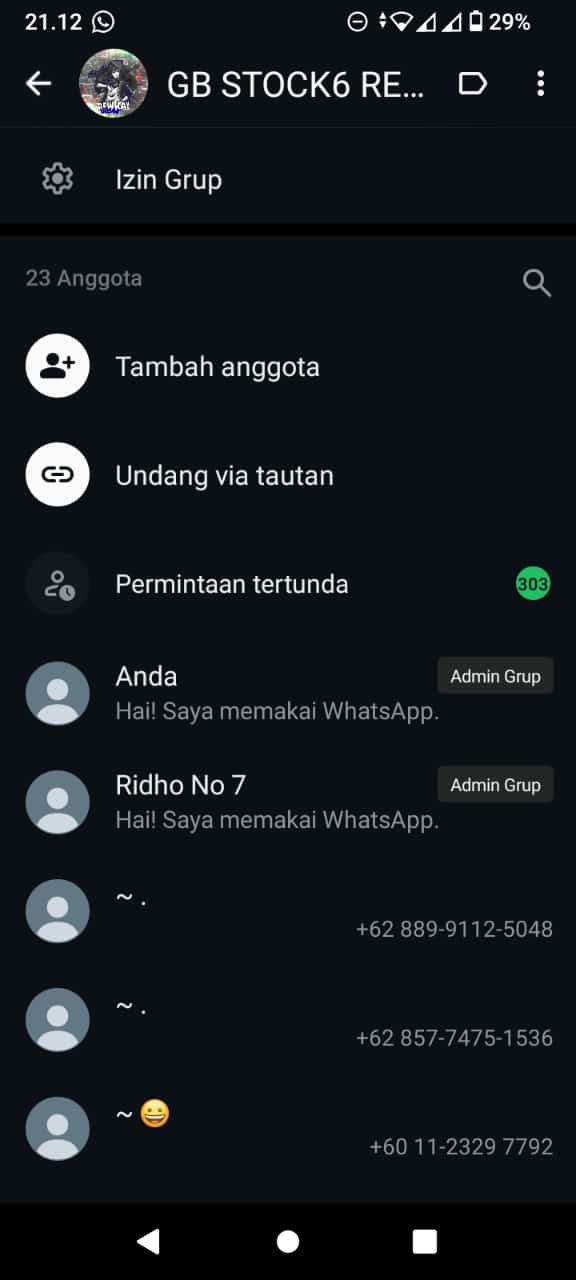 21.12 29%
GB STOCK6 RE...
Izin Grup
23 Anggota
Tambah anggota
Undang via tautan
Permintaan tertunda 303
Anda Admin Grup
Hai! Saya memakai WhatsApp.
Ridho No 7 Admin Grup
Hai! Saya memakai WhatsApp.
~ .
+62 889-9112-5048
~ .
+62 857-7475-1536
~ 😀
+60 11-2329 7792